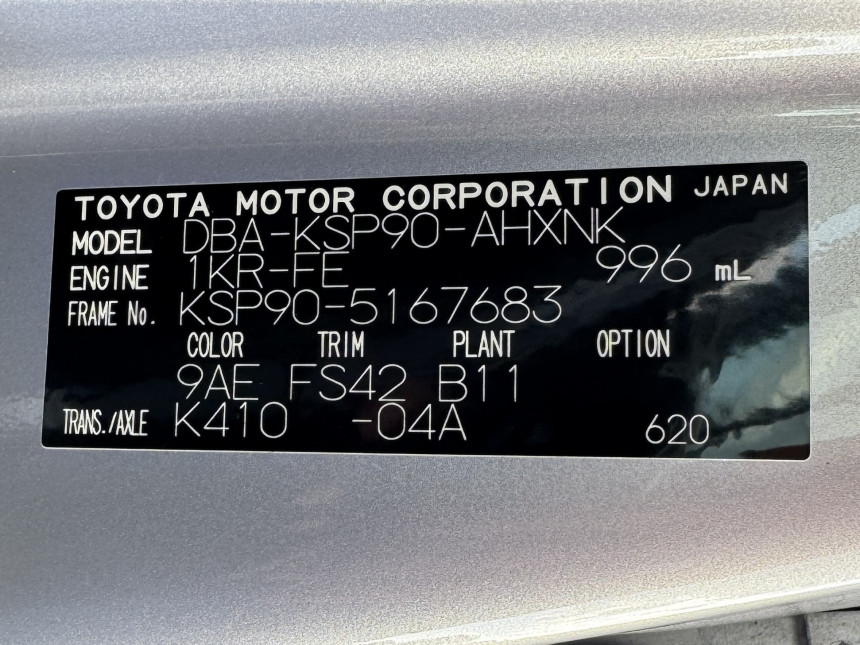 TOYOTA MOTOR CORPORATION JAPAN
MODEL DBA-KSP90-AHXNK
ENGINE 1KR-FE 996 mL
FRAME No. KSP90-5167683
COLOR TRIM PLANT OPTION
9AE FS42 B11
TRANS./AXLE K410 -04A 620